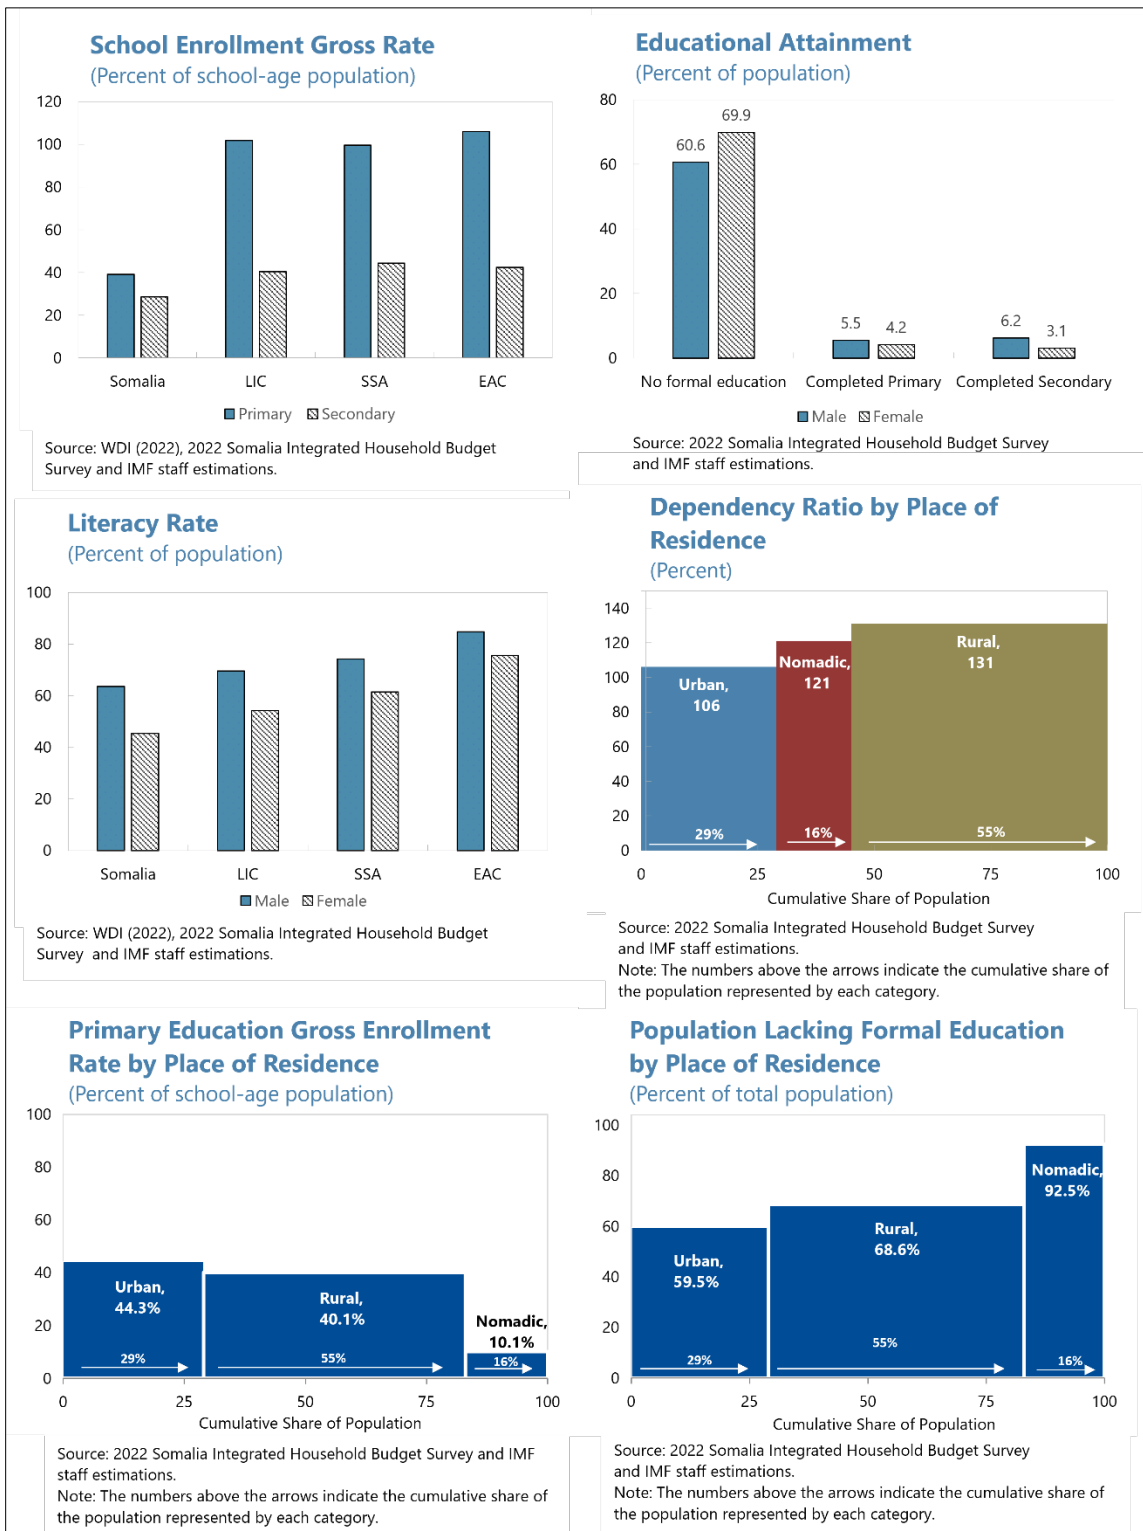 School Enrollment Gross Rate
(Percent of school-age population)
120
100
80
60
40
20
0
Somalia
LIC
SSA
EAC
Primary
Secondary
Source: WDI (2022), 2022 Somalia Integrated Household Budget
Survey and IMF staff estimations.
Educational Attainment
(Percent of population)
80
60
40
20
0
60.6
69.9
5.5
4.2
6.2
3.1
No formal education
Completed Primary
Completed Secondary
Male
Female
Source: 2022 Somalia Integrated Household Budget Survey
and IMF staff estimations.
Literacy Rate
(Percent of population)
100
80
60
40
20
0
Somalia
LIC
SSA
EAC
Male
Female
Source: WDI (2022), 2022 Somalia Integrated Household Budget
Survey and IMF staff estimations.
Dependency Ratio by Place of
Residence
(Percent)
140
120
100
80
60
40
20
0
Urban,
106
Nomadic,
121
Rural,
131
29%
16%
55%
0
25
50
75
100
Cumulative Share of Population
Source: 2022 Somalia Integrated Household Budget Survey
and IMF staff estimations.
Note: The numbers above the arrows indicate the cumulative share of
the population represented by each category.
Primary Education Gross Enrollment
Rate by Place of Residence
(Percent of school-age population)
100
80
60
40
20
0
Urban,
44.3%
Rural,
40.1%
Nomadic,
10.1%
29%
55%
16%
0
25
50
75
100
Cumulative Share of Population
Source: 2022 Somalia Integrated Household Budget Survey and IMF
staff estimations.
Note: The numbers above the arrows indicate the cumulative share of
the population represented by each category.
Population Lacking Formal Education
by Place of Residence
(Percent of total population)
100
80
60
40
20
0
Urban,
59.5%
Rural,
68.6%
Nomadic,
92.5%
29%
55%
16%
0
25
50
75
100
Cumulative Share of Population
Source: 2022 Somalia Integrated Household Budget Survey
and IMF staff estimations.
Note: The numbers above the arrows indicate the cumulative share of
the population represented by each category.